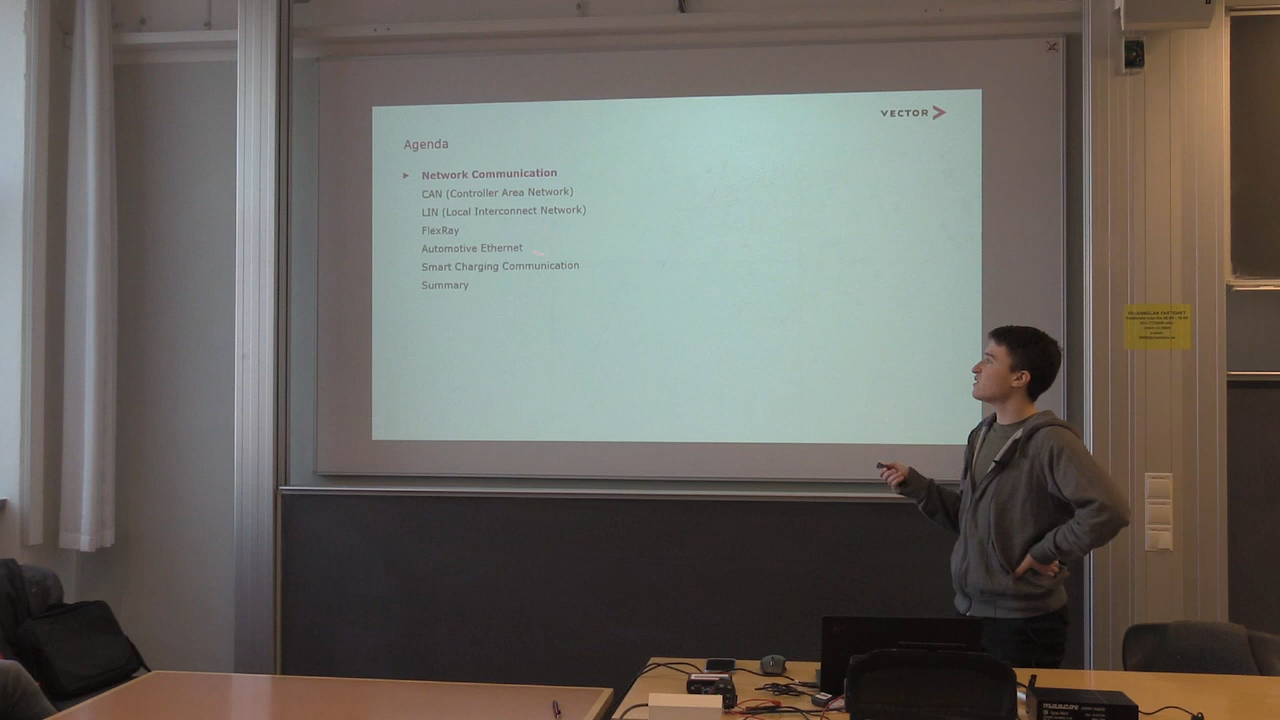 VECTOR
Agenda
Network Communication
CAN (Controller Area Network)
LIN (Local Interconnect Network)
FlexRay
Automotive Ethernet
Smart Charging Communication
Summary
mascot